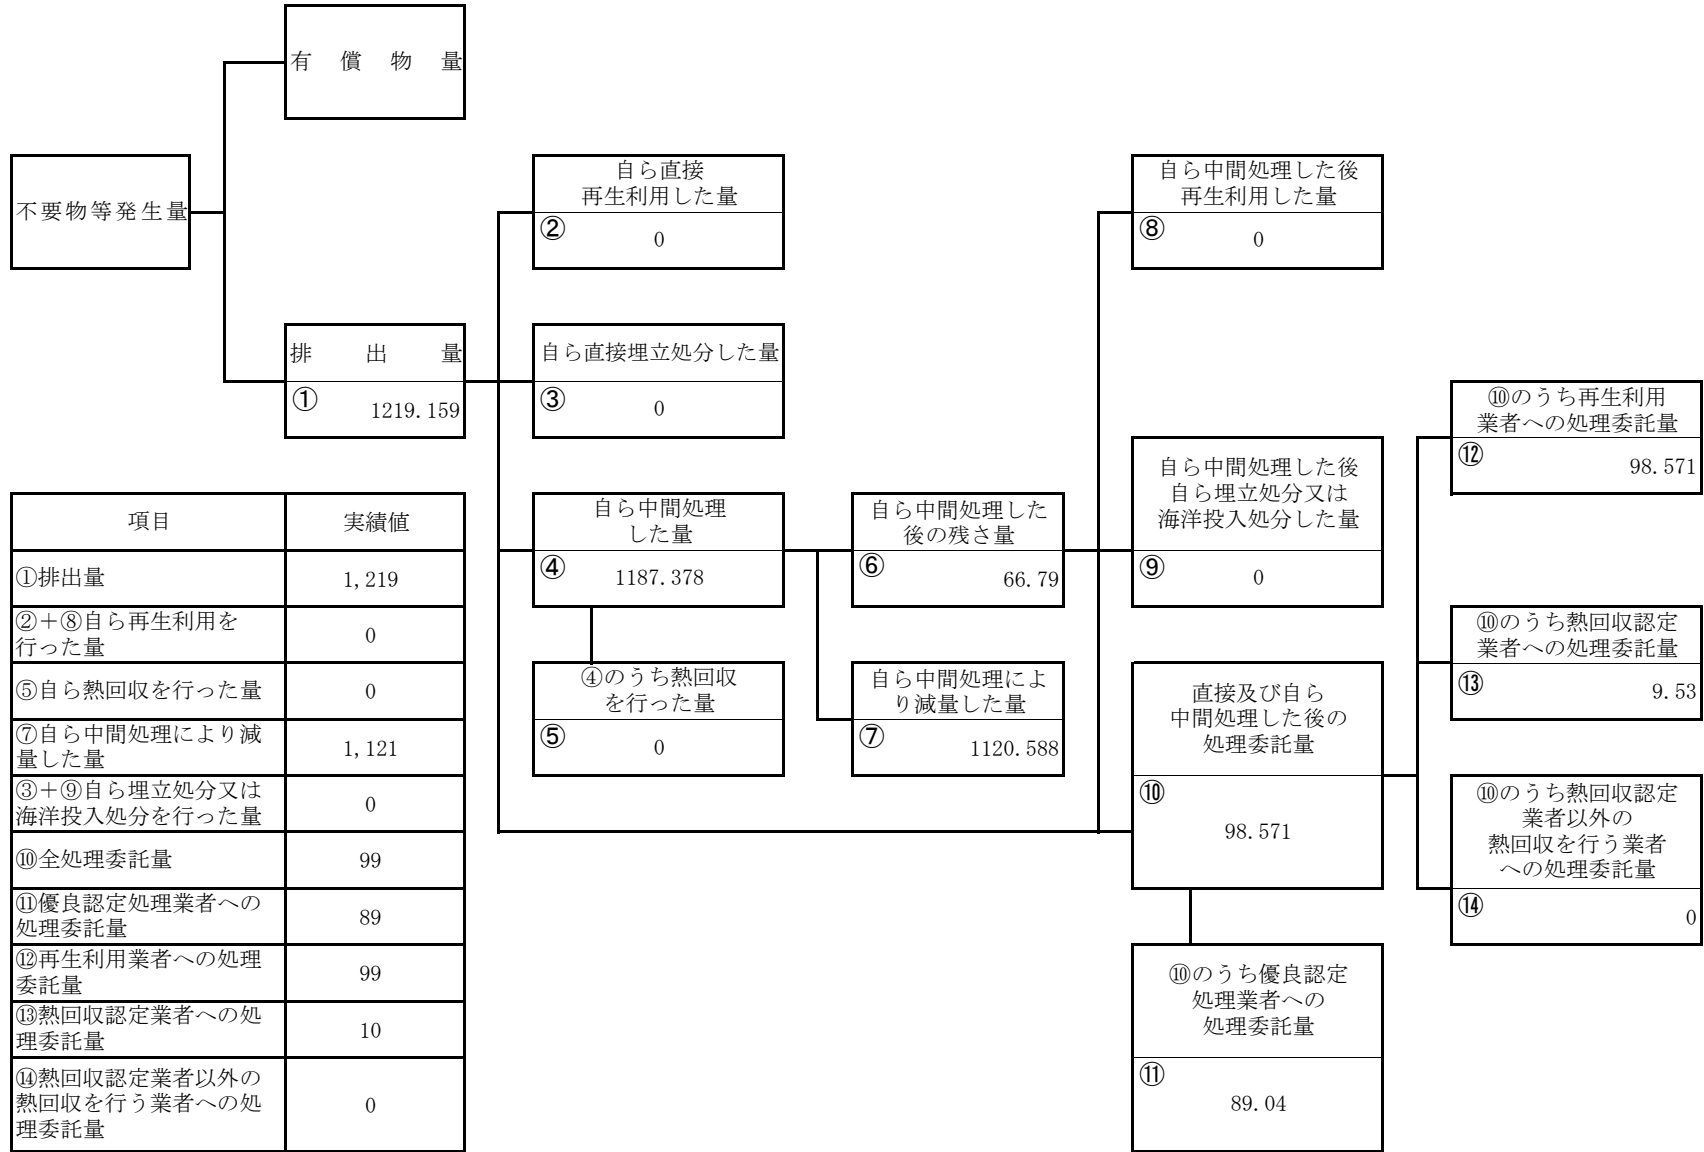 有償物量
不要物等発生量
排出量
①
1219.159
自ら直接
再生利用した量
②
0
自ら直接埋立処分した量
③
0
自ら中間処理
した量
④
1187.378
④のうち熱回収
を行った量
⑤
0
自ら中間処理した
後の残さ量
⑥
66.79
自ら中間処理によ
り減量した量
⑦
1120.588
自ら中間処理した後
再生利用した量
⑧
0
自ら中間処理した後
自ら埋立処分又は
海洋投入処分した量
⑨
0
直接及び自ら
中間処理した後の
処理委託量
⑩
98.571
⑩のうち優良認定
処理業者への
処理委託量
⑪
89.04
⑩のうち再生利用
業者への処理委託量
⑫
98.571
⑩のうち熱回収認定
業者への処理委託量
⑬
9.53
⑩のうち熱回収認定
業者以外の
熱回収を行う業者
への処理委託量
⑭
0
項目 実績値
①排出量 1,219
②＋⑧自ら再生利用を
行った量
0
⑤自ら熱回収を行った量 0
⑦自ら中間処理により減
量した量
1,121
③＋⑨自ら埋立処分又は
海洋投入処分を行った量
0
⑩全処理委託量 99
⑪優良認定処理業者への
処理委託量
89
⑫再生利用業者への処理
委託量
99
⑬熱回収認定業者への処
理委託量
10
⑭熱回収認定業者以外の
熱回収を行う業者への処
理委託量
0